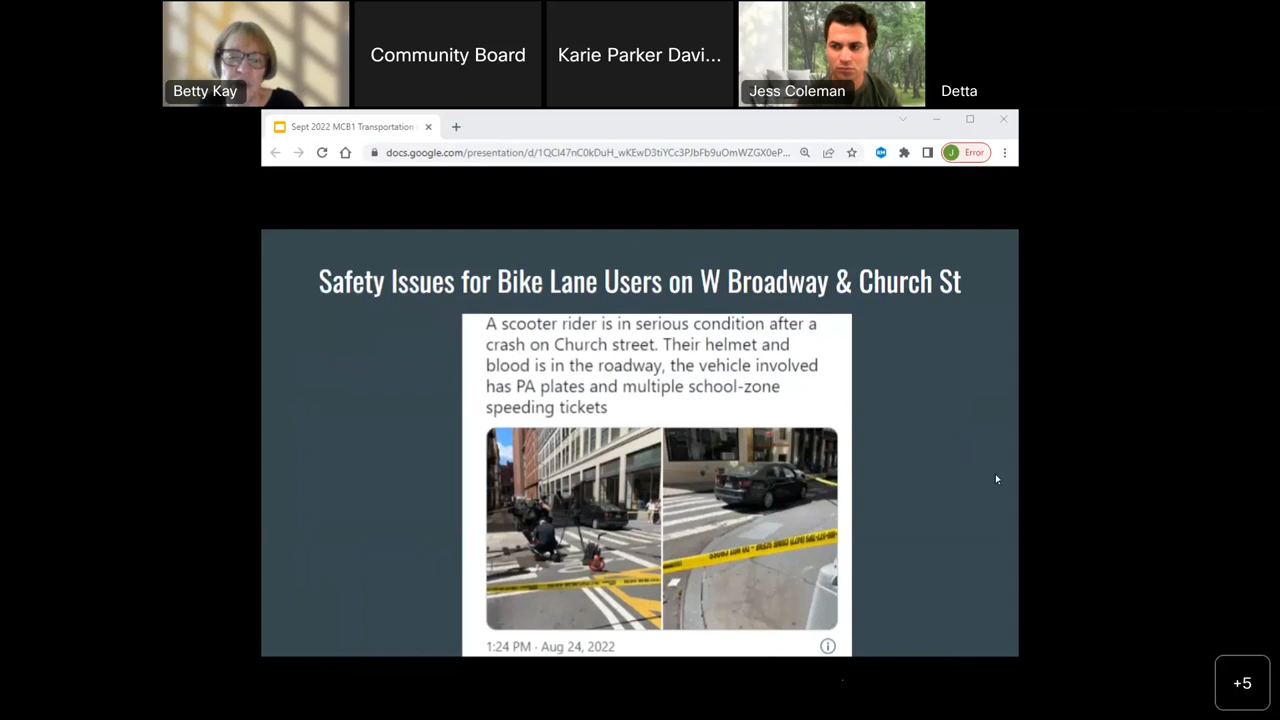 Betty Kay
Community Board
Karie Parker Davi...
Jess Coleman
Detta
Sept 2022 MCB1 Transportation
docs.google.com/presentation/d/1QCl47nC0kDuH_wKEwD3tiYCc3PJbFb9uOmWZGX0eP...
J
Error
Safety Issues for Bike Lane Users on W Broadway & Church St
A scooter rider is in serious condition after a
crash on Church street. Their helmet and
blood is in the roadway, the vehicle involved
has PA plates and multiple school-zone
speeding tickets
1:24 PM · Aug 24, 2022
+5